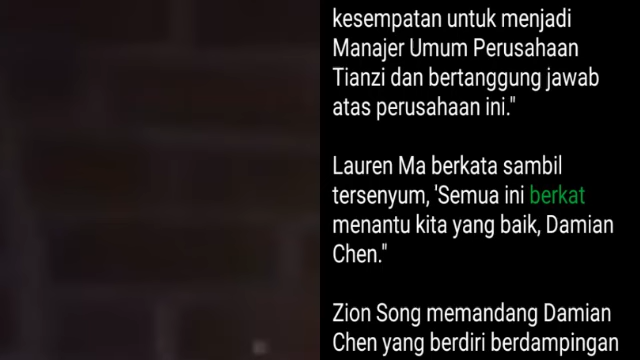 kesempatan untuk menjadi
Manajer Umum Perusahaan
Tianzi dan bertanggung jawab
atas perusahaan ini."
Lauren Ma berkata sambil
tersenyum, 'Semua ini berkat
menantu kita yang baik, Damian
Chen."
Zion Song memandang Damian
Chen yang berdiri berdampingan